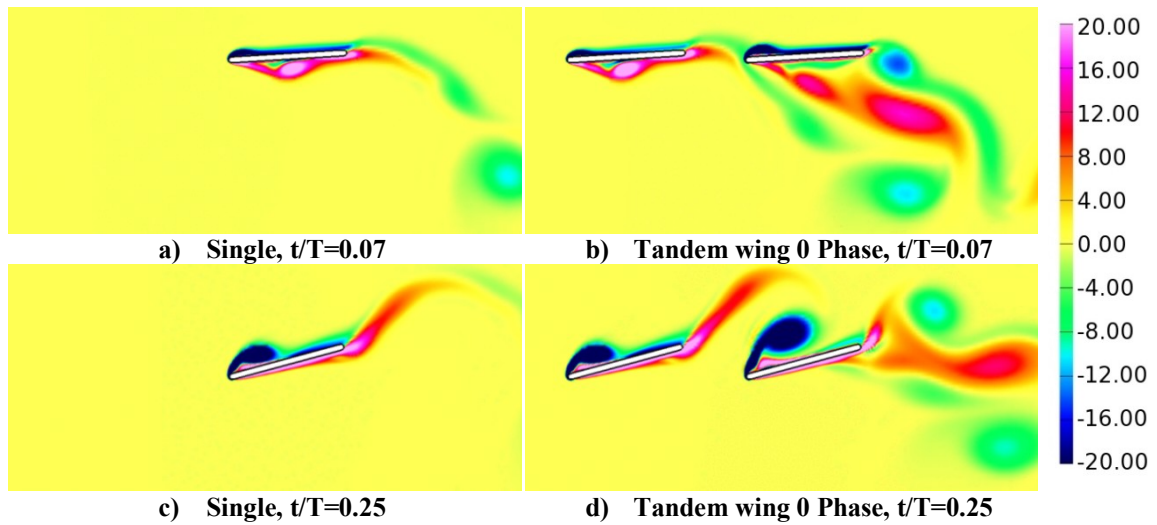 20.00
16.00
12.00
8.00
4.00
0.00
-4.00
-8.00
-12.00
-16.00
-20.00
a) Single, t/T=0.07
b) Tandem wing 0 Phase, t/T=0.07
c) Single, t/T=0.25
d) Tandem wing 0 Phase, t/T=0.25